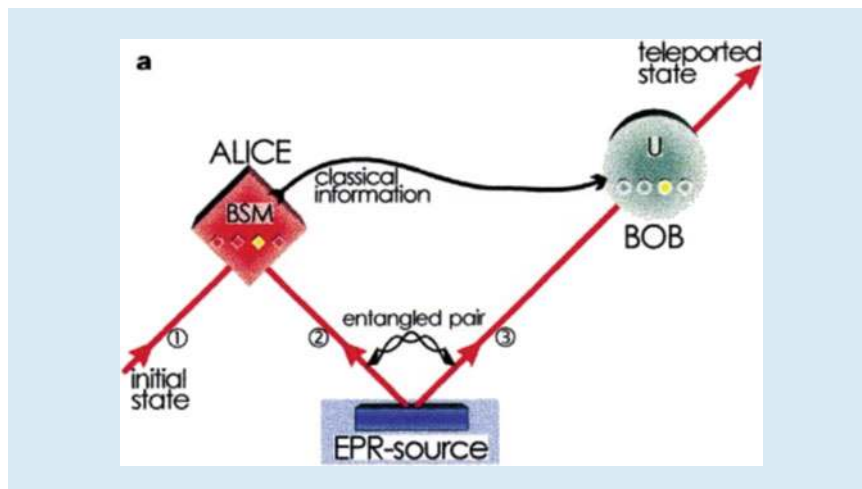 a
teleported
state
ALICE
U
classical
information
BSM
BOB
entangled pair
①
②
③
initial
state
EPR-source